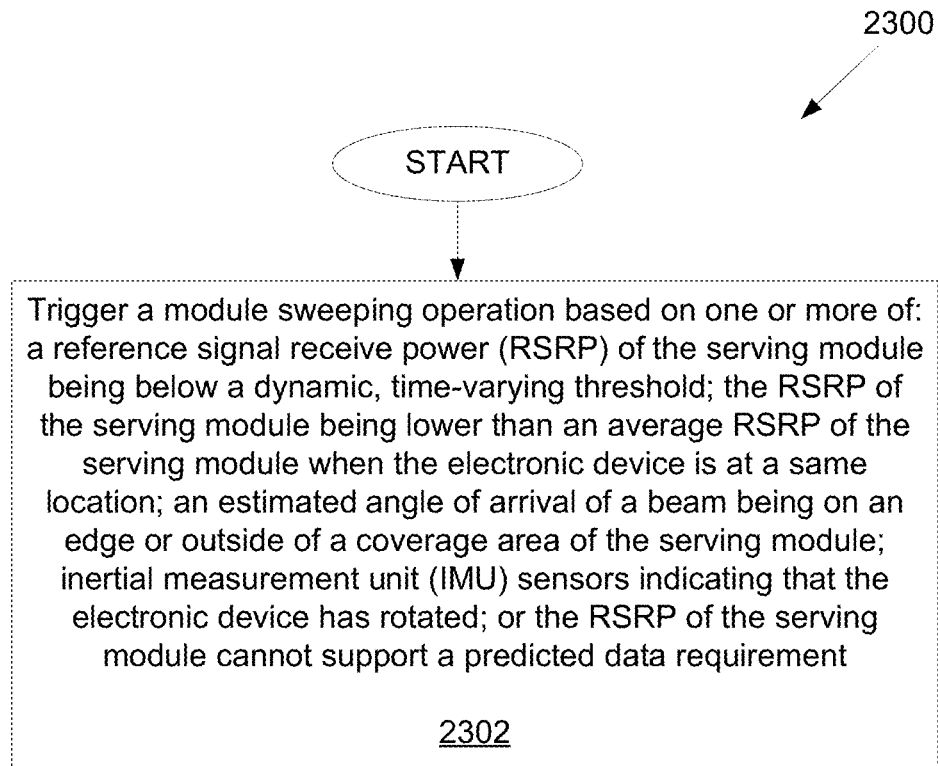 2300
START
Trigger a module sweeping operation based on one or more of:
a reference signal receive power (RSRP) of the serving module
being below a dynamic, time-varying threshold; the RSRP of
the serving module being lower than an average RSRP of the
serving module when the electronic device is at a same
location; an estimated angle of arrival of a beam being on an
edge or outside of a coverage area of the serving module;
inertial measurement unit (IMU) sensors indicating that the
electronic device has rotated; or the RSRP of the serving
module cannot support a predicted data requirement
2302